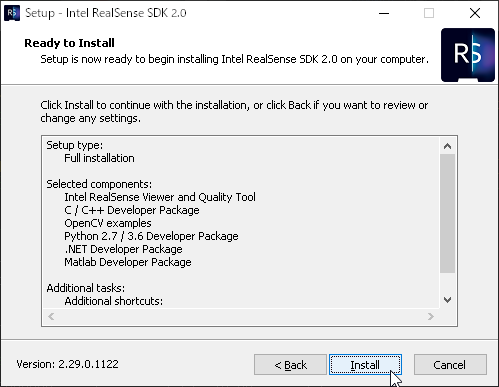 Setup - Intel RealSense SDK 2.0
Ready to Install
Setup is now ready to begin installing Intel RealSense SDK 2.0 on your computer.
RS
Click Install to continue with the installation, or click Back if you want to review or
change any settings.
Setup type:
Full installation
Selected components:
Intel RealSense Viewer and Quality Tool
C / C++ Developer Package
OpenCV examples
Python 2.7 / 3.6 Developer Package
.NET Developer Package
Matlab Developer Package
Additional tasks:
Additional shortcuts:
Version: 2.29.0.1122
< Back
Install
Cancel